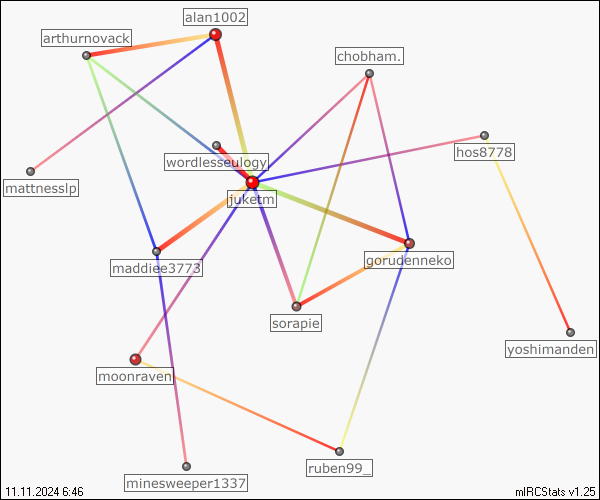 alan1002
arthurnovack
chobham.
hos8778
wordlesseulogy
mattnesslp
juketm
gorudenneko
maddiee3773
sorapie
yoshimanden
moonraven
ruben99_
minesweeper1337
11.11.2024 6:46
mIRCStats v1.25